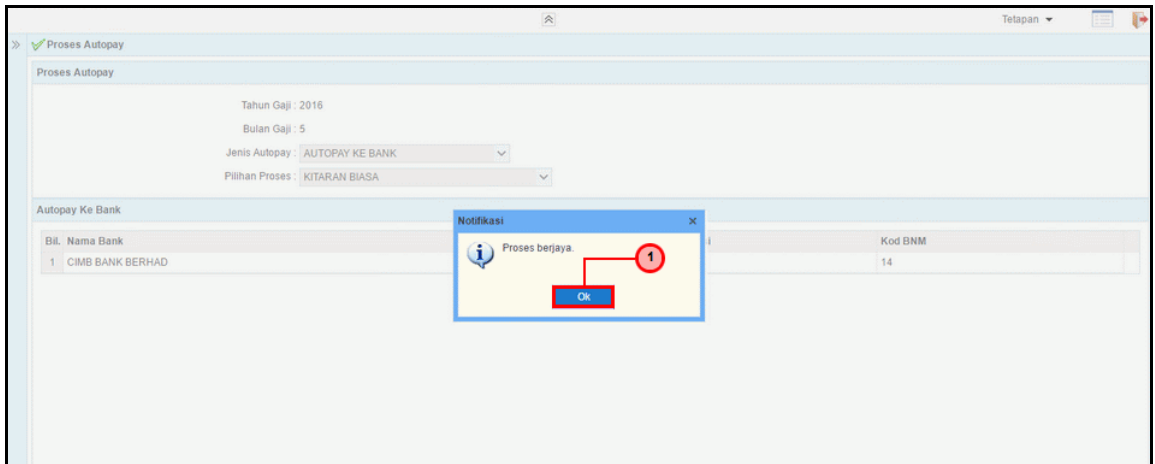 Tetapan
Proses Autopay
Proses Autopay
Tahun Gaji : 2016
Bulan Gaji : 5
Jenis Autopay : AUTOPAY KE BANK
Pilihan Proses : KITARAN BIASA
Autopay Ke Bank
Notifikasi
Bil. Nama Bank
i Kod BNM
Proses berjaya.
1
1 CIMB BANK BERHAD
14
Ok